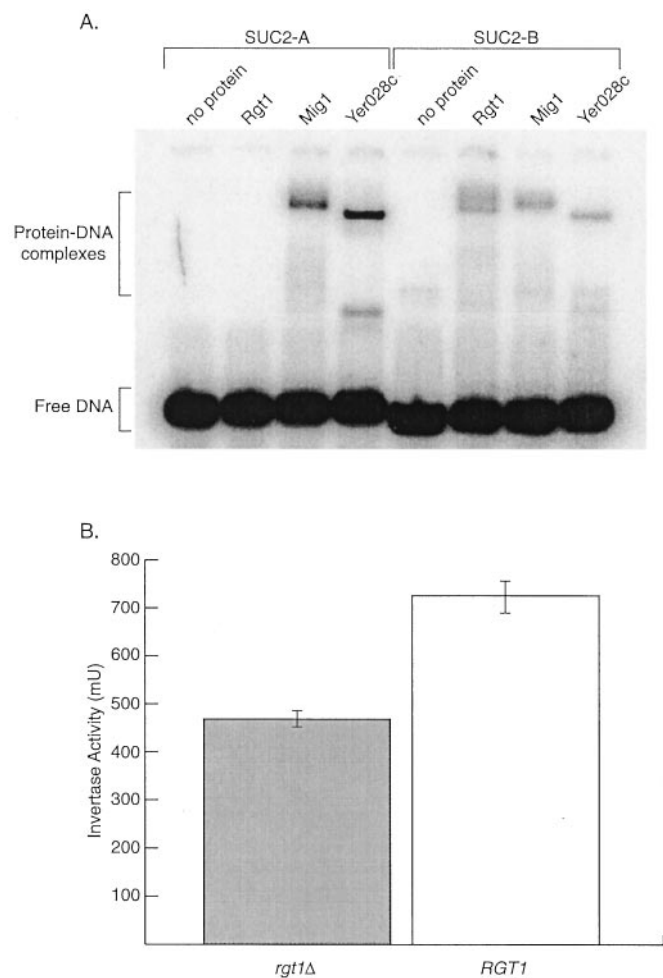 A.
SUC2-A SUC2-B
no protein Rgt1 Mig1 Yer028c no protein Rgt1 Mig1 Yer028c
Protein-DNA
complexes
Free DNA
B.
Invertase Activity (mU)
800
700
600
500
400
300
200
100
rgt1Δ RGT1